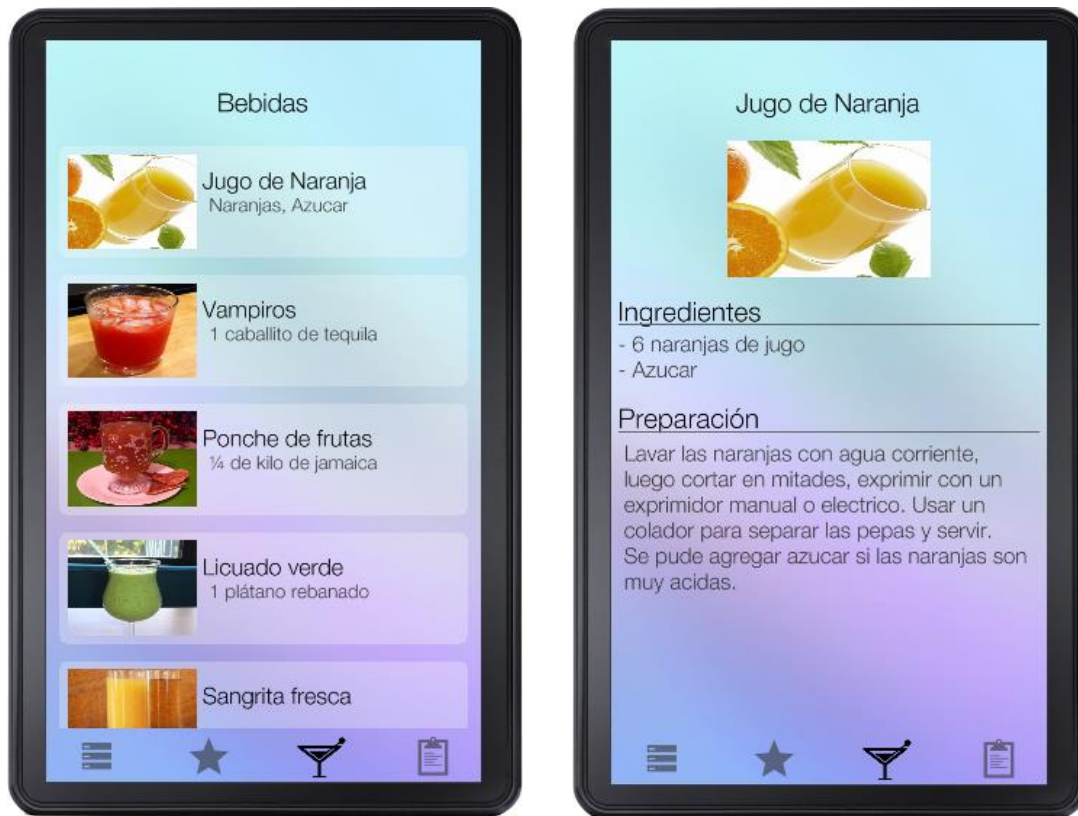 Bebidas
Jugo de Naranja
Naranjas, Azucar
Vampiros
1 caballito de tequila
Ponche de frutas
¼ de kilo de jamaica
Licuado verde
1 plátano rebanado
Sangrita fresca
Jugo de Naranja
Ingredientes
- 6 naranjas de jugo
- Azucar
Preparación
Lavar las naranjas con agua corriente,
luego cortar en mitades, exprimir con un
exprimidor manual o electrico. Usar un
colador para separar las pepas y servir.
Se pude agregar azucar si las naranjas son
muy acidas.